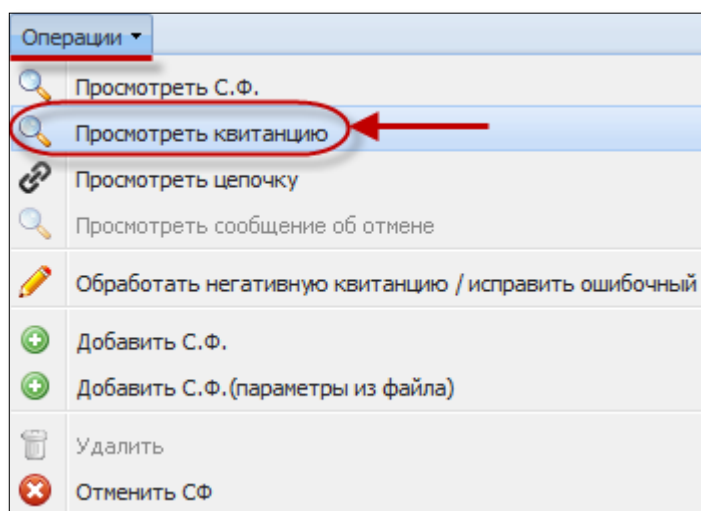 Операции
Просмотреть С.Ф.
Просмотреть квитанцию
Просмотреть цепочку
Просмотреть сообщение об отмене
Обработать негативную квитанцию / исправить ошибочный
Добавить С.Ф.
Добавить С.Ф.(параметры из файла)
Удалить
Отменить СФ